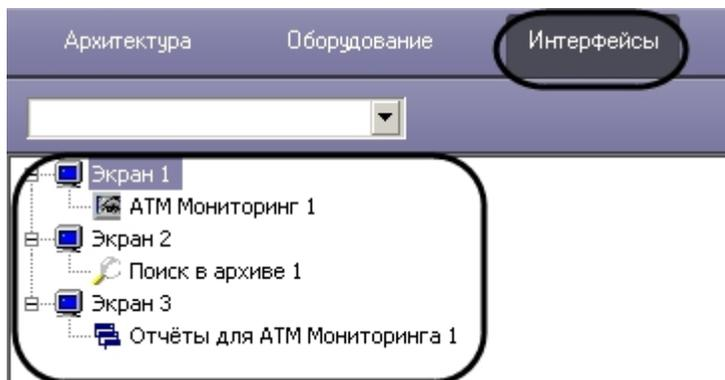 Архитектура Оборудование Интерфейсы
Экран 1
АТМ Мониторинг 1
Экран 2
Поиск в архиве 1
Экран 3
Отчёты для АТМ Мониторинга 1